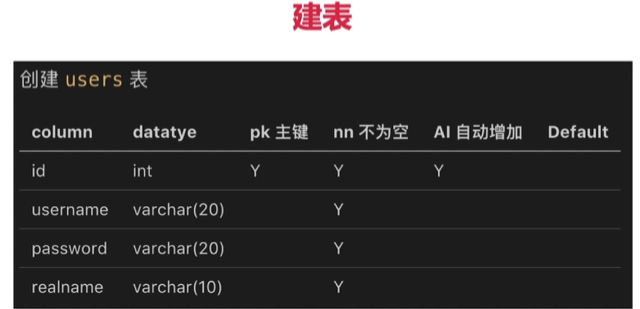 建表
创建 users 表
column datatye pk 主键 nn 不为空 AI 自动增加 Default
id int Y Y Y
username varchar(20) Y
password varchar(20) Y
realname varchar(10) Y